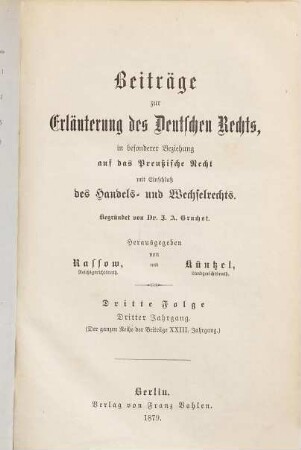 Beiträge
zur
Erläuterung des Deutschen Rechts,
in besonderer Beziehung
auf das Preußische Recht
mit Einschluß
des Handels- und Wechselrechts.
Begründet von Dr. J. A. Gruchot.
Herausgegeben
von
Rassow, und Küntzel,
Dritte Folge
Dritter Jahrgang.
(Der ganzen Reihe der Beiträge XXIII. Jahrgang.)
Berlin.
Verlag von Franz Vahlen.
1879.